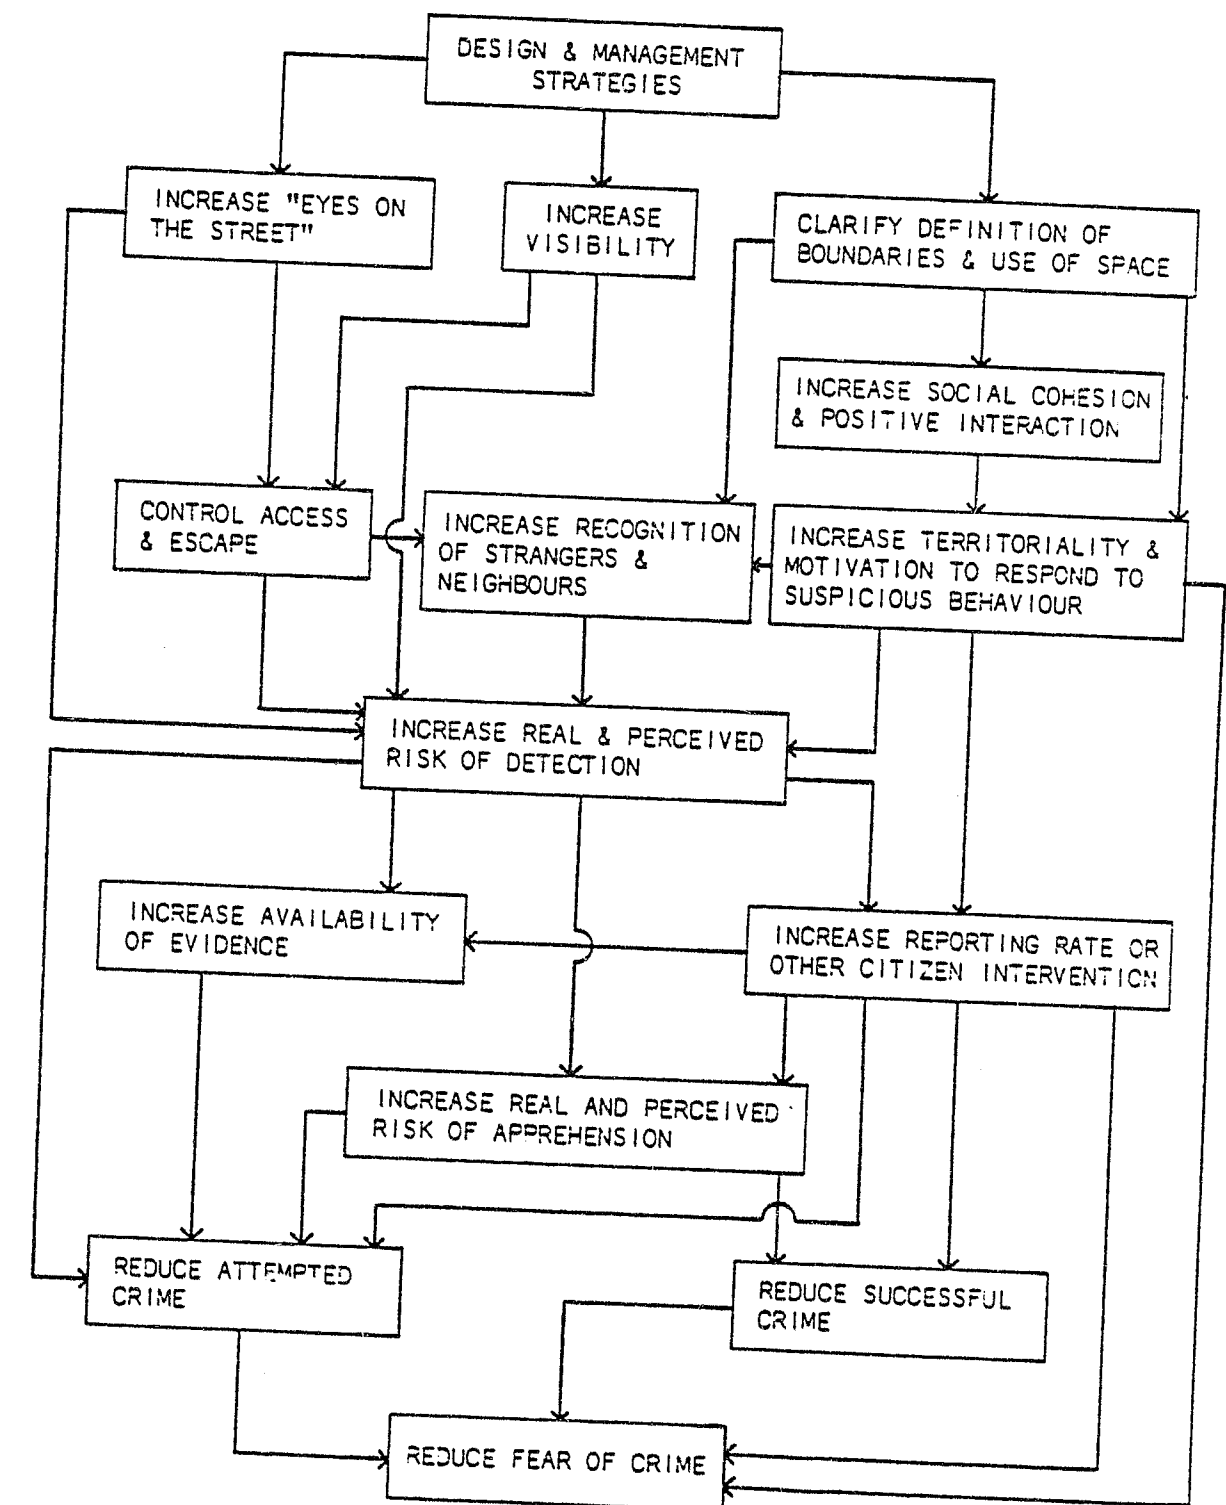 DESIGN & MANAGEMENT
STRATEGIES
INCREASE "EYES ON
THE STREET"
INCREASE
VISIBILITY
CLARIFY DEFINITION OF
BOUNDARIES & USE OF SPACE
INCREASE SOCIAL COHESION
& POSITIVE INTERACTION
CONTROL ACCESS
& ESCAPE
INCREASE RECOGNITION
OF STRANGERS &
NEIGHBOURS
INCREASE TERRITORIALITY &
MOTIVATION TO RESPOND TO
SUSPICIOUS BEHAVIOUR
INCREASE REAL & PERCEIVED
RISK OF DETECTION
INCREASE AVAILABILITY
OF EVIDENCE
INCREASE REPORTING RATE OR
OTHER CITIZEN INTERVENTION
INCREASE REAL AND PERCEIVED
RISK OF APPREHENSION
REDUCE ATTEMPTED
CRIME
REDUCE SUCCESSFUL
CRIME
REDUCE FEAR OF CRIME